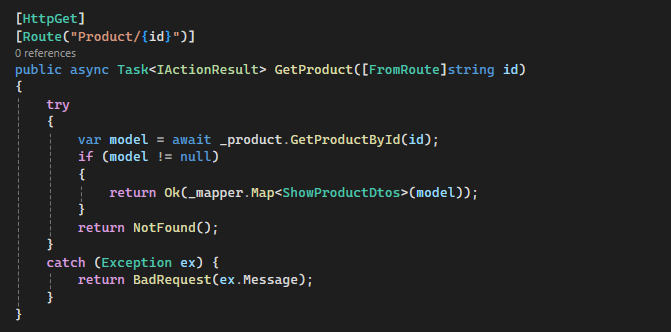 [HttpGet]
[Route("Product/{id}")]
0 references
public async Task<IActionResult> GetProduct([FromRoute]string id)
{
try
{
var model = await _product.GetProductById(id);
if (model != null)
{
return Ok(_mapper.Map<ShowProductDtos>(model));
}
return NotFound();
}
catch (Exception ex) {
return BadRequest(ex.Message);
}
}